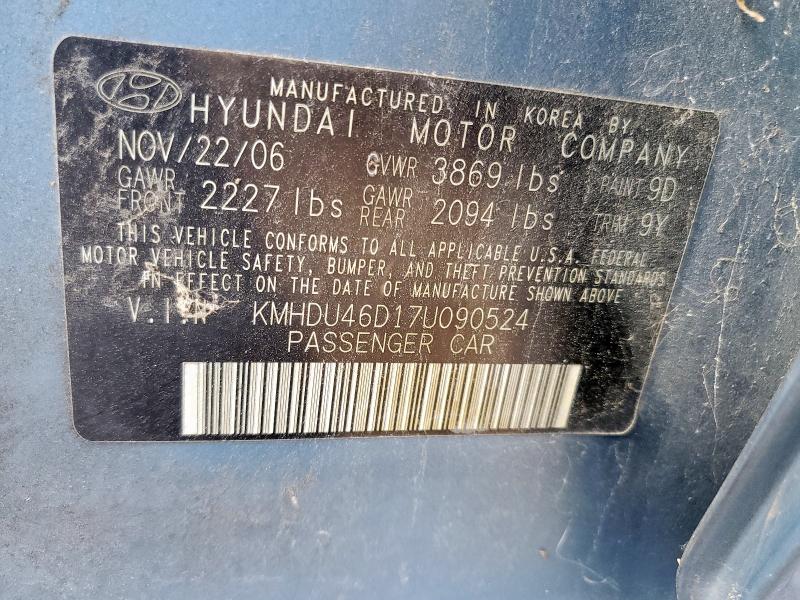 MANUFACTURED IN KOREA BY
HYUNDAI MOTOR COMPANY
NOV/22/06 GVWR 3869 lbs PAINT 9D
GAWR FRONT 2227 lbs GAWR REAR 2094 lbs TRIM 9Y
THIS VEHICLE CONFORMS TO ALL APPLICABLE U.S.A. FEDERAL
MOTOR VEHICLE SAFETY, BUMPER, AND THEFT PREVENTION STANDARDS
IN EFFECT ON THE DATE OF MANUFACTURE SHOWN ABOVE
V.I.N KMHDU46D17U090524
PASSENGER CAR